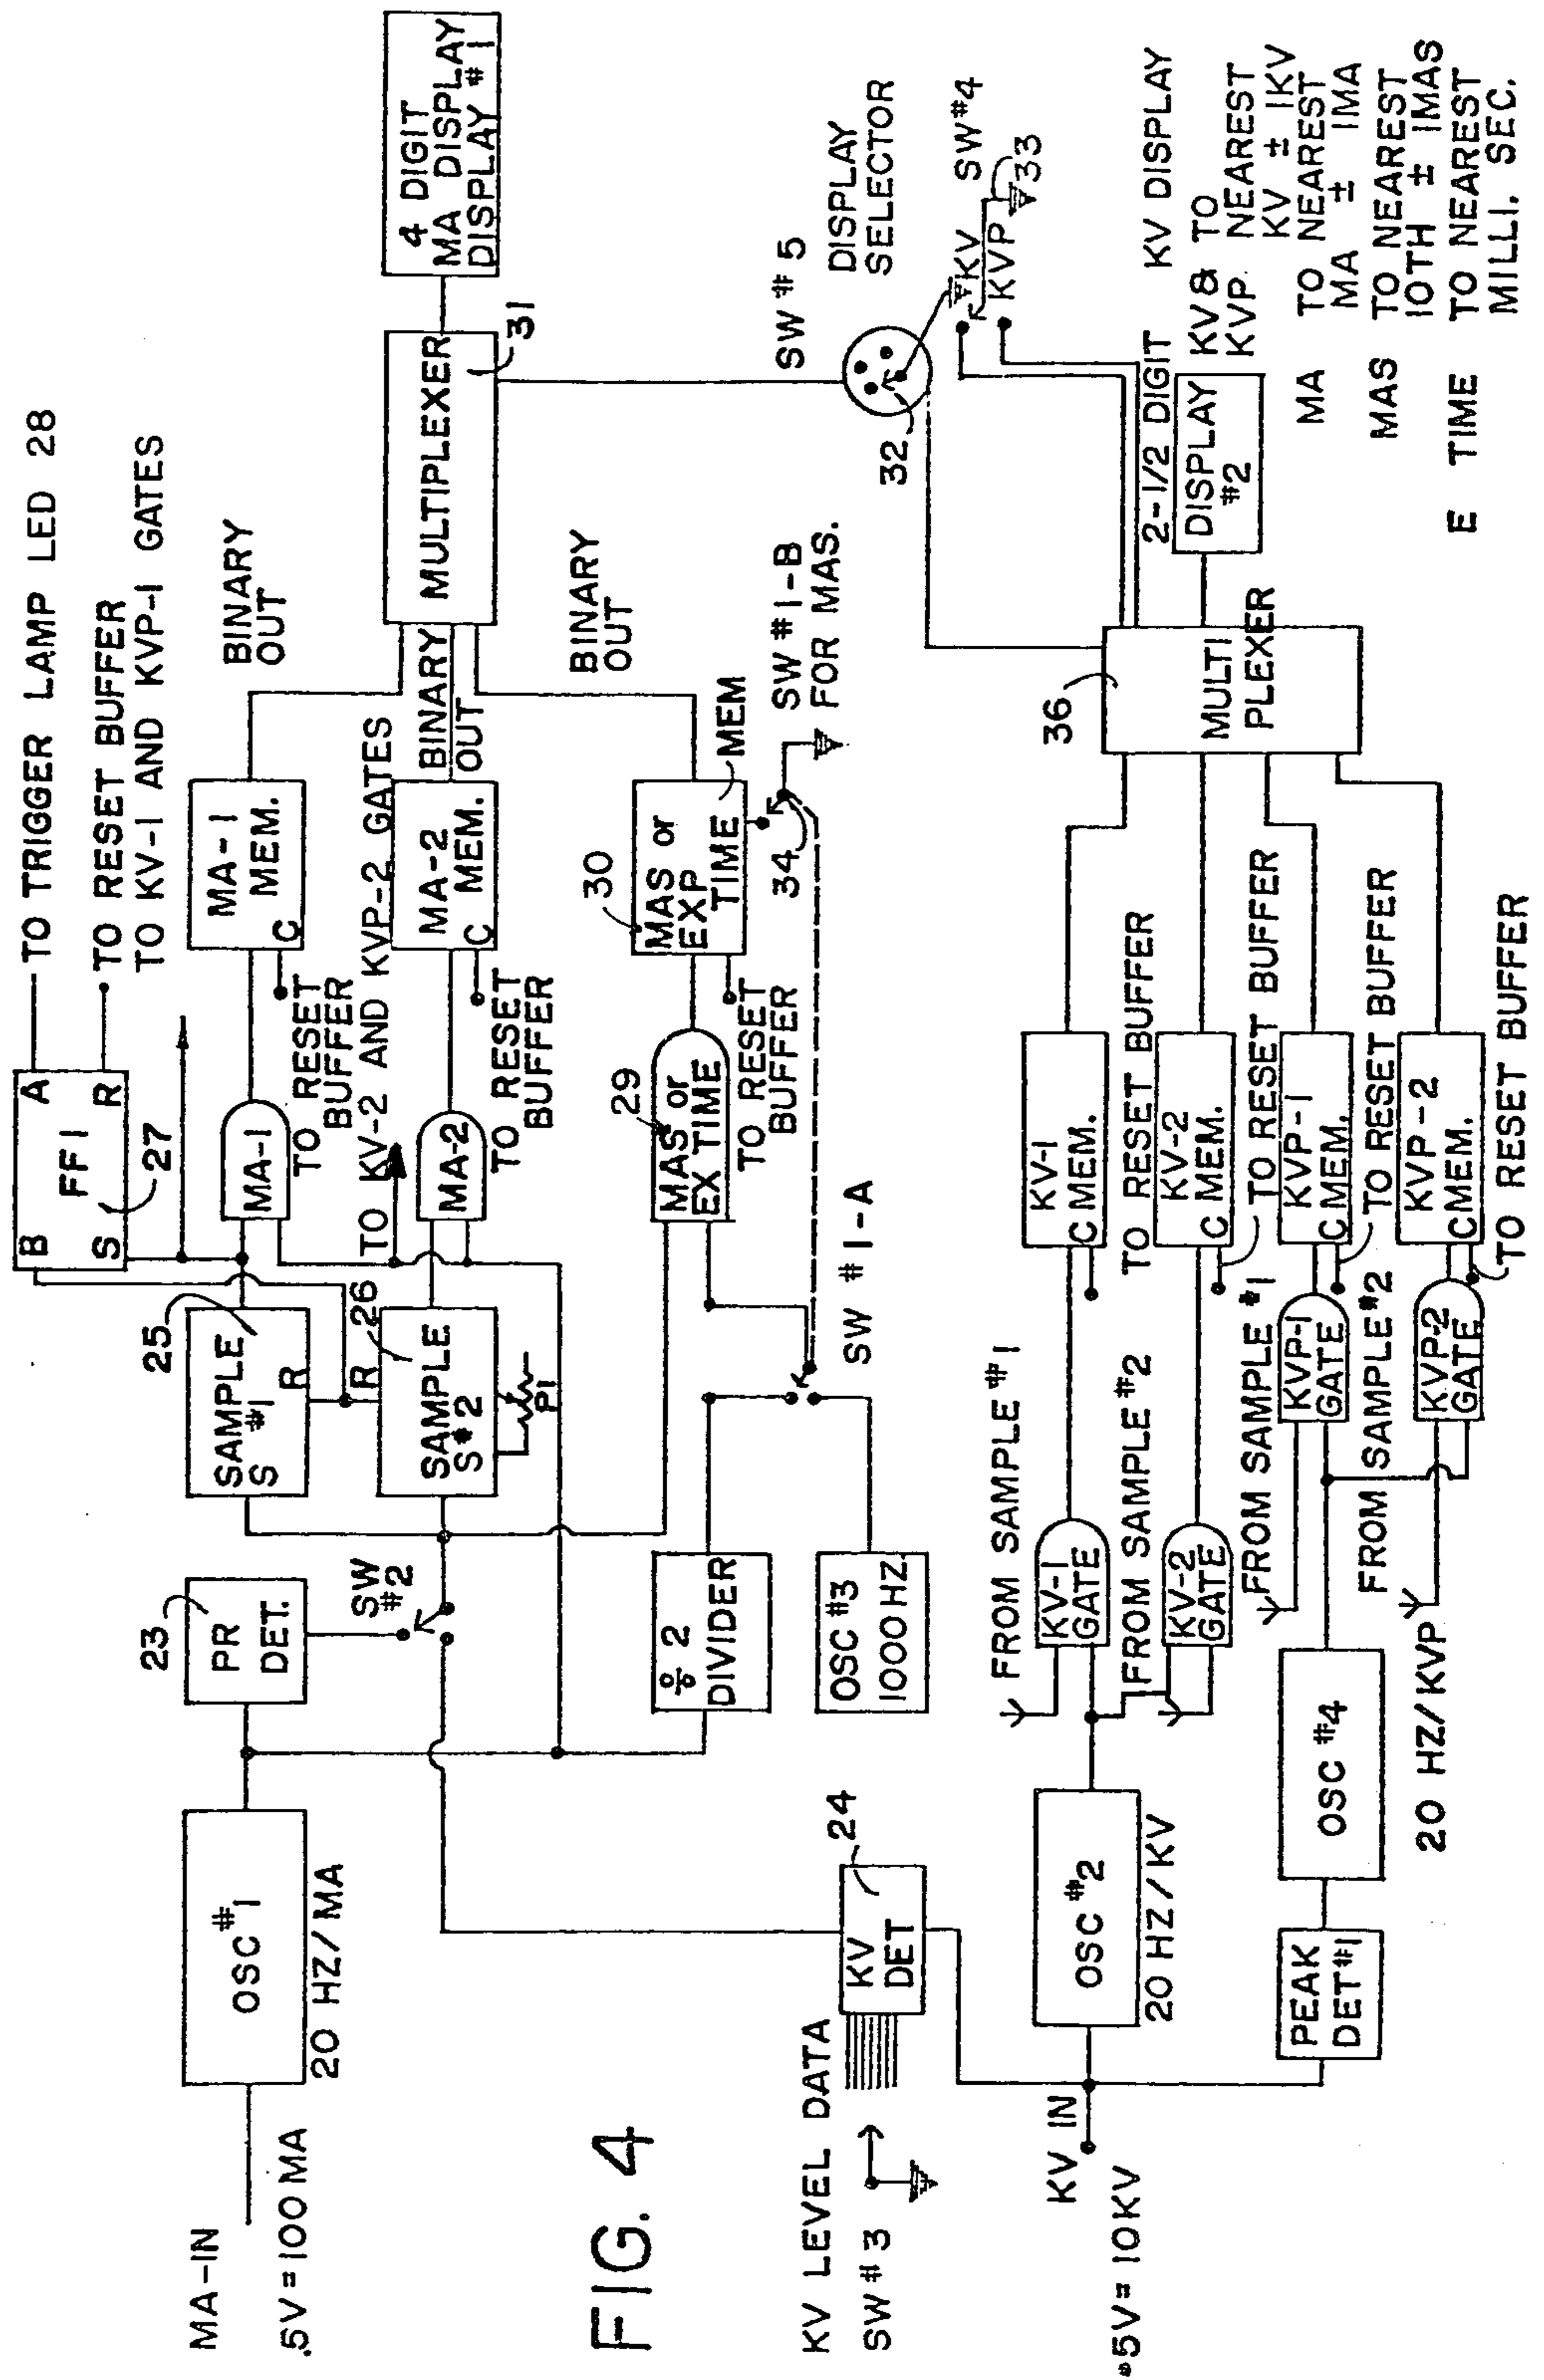 MA-IN
.5V = 100 MA
OSC #1
20 HZ/MA
23
PR
DET.
SW
#2
25
SAMPLE
S #1
R
R
26
SAMPLE
S #2
P1
B
A
FF1
S
R
27
TO TRIGGER LAMP LED 28
TO RESET BUFFER
TO KV-1 AND KVP-1 GATES
MA-1
TO RESET
BUFFER
MA-1
MEM.
C
BINARY
OUT
TO KV-2 AND KVP-2 GATES
MA-2
TO RESET
BUFFER
MA-2
MEM.
C
BINARY
OUT
MULTIPLEXER
31
4 DIGIT
MA DISPLAY
DISPLAY #1
29
MAS or
EX TIME
TO RESET
BUFFER
30
MAS or
EXP
TIME
MEM
BINARY
OUT
34
SW #1-B
FOR MAS.
SW #1-A
% 2
DIVIDER
OSC #3
1000 HZ
FIG. 4
KV LEVEL DATA
SW #3
KV
DET
24
SW # 5
DISPLAY
SELECTOR
32
KV
KVP
SW #4
33
KV IN
.5V = 10KV
OSC #2
20 HZ/KV
FROM SAMPLE #1
KV-1
GATE
FROM SAMPLE #2
KV-2
GATE
KV-1
C MEM.
TO RESET BUFFER
KV-2
C MEM.
TO RESET BUFFER
PEAK
DET #1
OSC #4
20 HZ/KVP
FROM SAMPLE #1
KVP-1
GATE
FROM SAMPLE #2
KVP-2
GATE
KVP-1
C MEM.
TO RESET BUFFER
KVP-2
C MEM.
TO RESET BUFFER
36
MULTI
PLEXER
2-1/2 DIGIT KV DISPLAY
DISPLAY
#2
KV & TO
KVP NEAREST
KV ± 1KV
MA TO NEAREST
MA ± 1MA
MAS TO NEAREST
10TH ± 1MAS
E TIME TO NEAREST
MILLI. SEC.